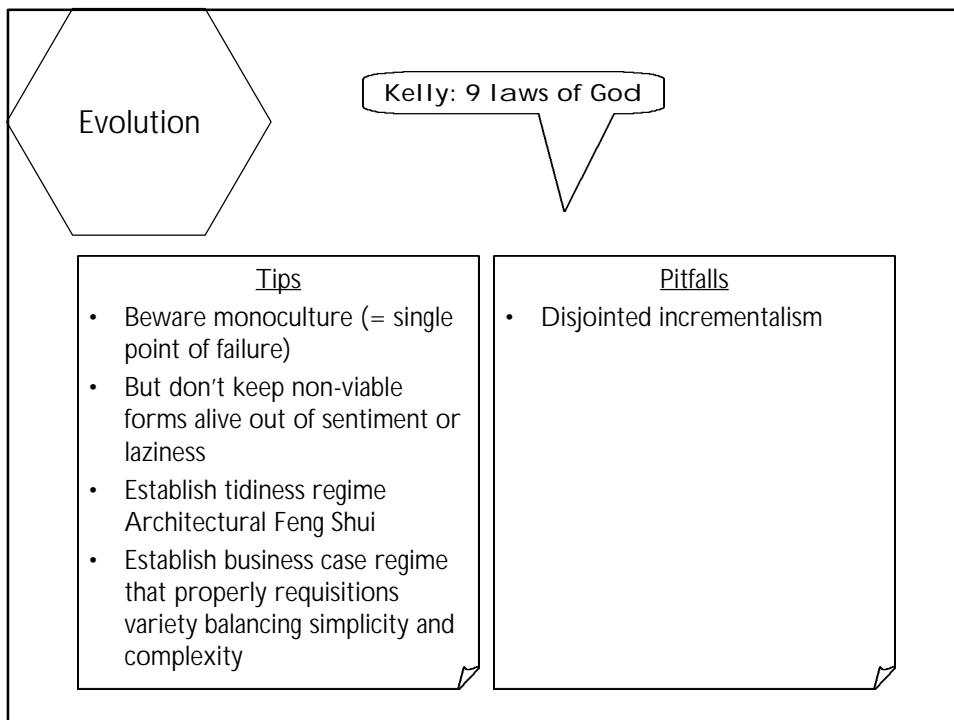 Evolution
Kelly: 9 laws of God
Tips
• Beware monoculture (= single
point of failure)
• But don't keep non-viable
forms alive out of sentiment or
laziness
• Establish tidiness regime
Architectural Feng Shui
• Establish business case regime
that properly requisitions
variety balancing simplicity and
complexity
Pitfalls
• Disjointed incrementalism